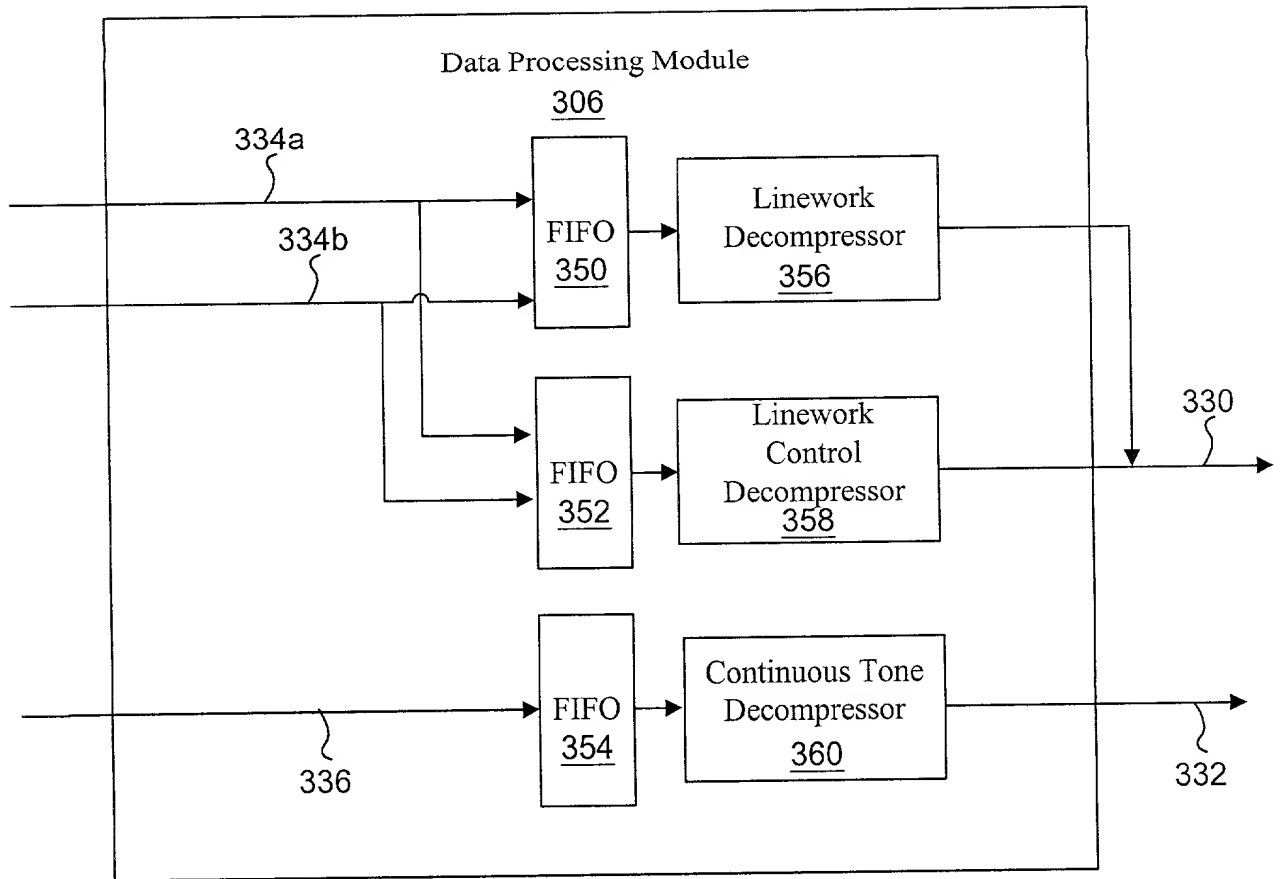 Data Processing Module
306
334a
334b
FIFO
350
Linework
Decompressor
356
FIFO
352
Linework
Control
Decompressor
358
330
FIFO
354
Continuous Tone
Decompressor
360
336
332